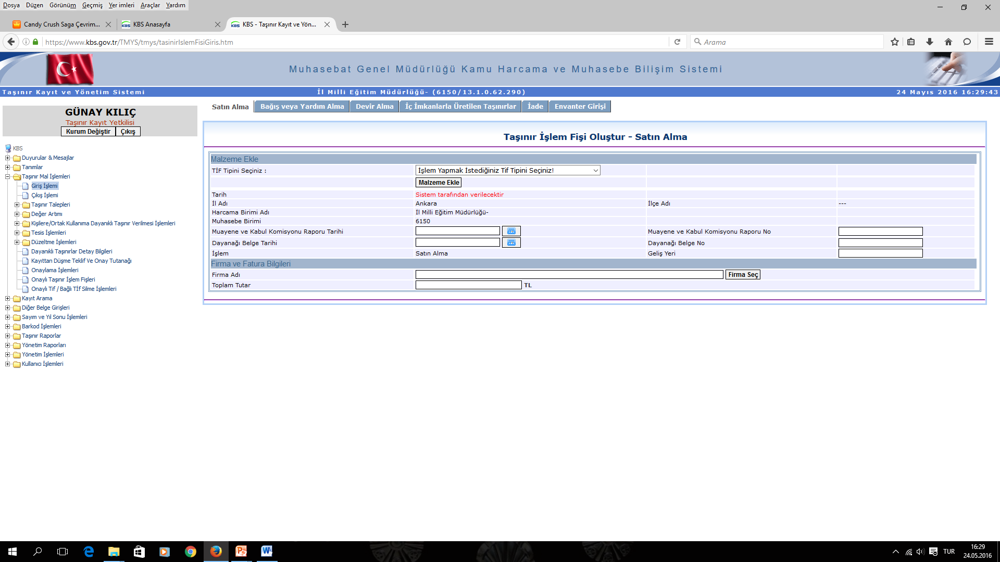 Dosya Düzen Görünüm Geçmiş Yer imleri Araçlar Yardım
Candy Crush Saga Çevrim...
KBS Anasayfa
KBS - Taşınır Kayıt ve Yön...
https://www.kbs.gov.tr/TMYS/tmys/tasinirIslemFisiGiris.htm
Arama
Muhasebat Genel Müdürlüğü Kamu Harcama ve Muhasebe Bilişim Sistemi
Taşınır Kayıt ve Yönetim Sistemi
İl Milli Eğitim Müdürlüğü- (6150/13.1.0.62.290)
24 Mayıs 2016 16:29:43
GÜNAY KILIÇ
Taşınır Kayıt Yetkilisi
Kurum Değiştir Çıkış
KBS
Duyurular & Mesajlar
Tanımlar
Taşınır Mal İşlemleri
Giriş İşlemi
Çıkış İşlemi
Taşınır Talepleri
Değer Artımı
Kişilere/Ortak Kullanıma Dayanıklı Taşınır Verilmesi İşlemleri
Tesis İşlemleri
Düzeltme İşlemleri
Dayanıklı Taşınırlar Detay Bilgileri
Kayıttan Düşme Teklif Ve Onay Tutanağı
Onaylama İşlemleri
Onaylı Taşınır İşlem Fişleri
Onaylı Tif / Bağlı Tİf Silme İşlemleri
Kayıt Arama
Diğer Belge Girişleri
Sayım ve Yıl Sonu İşlemleri
Barkod İşlemleri
Taşınır Raporlar
Yönetim Raporları
Yönetim İşlemleri
Kullanıcı İşlemleri
Satın Alma Bağış veya Yardım Alma Devir Alma İç İmkanlarla Üretilen Taşınırlar İade Envanter Girişi
Taşınır İşlem Fişi Oluştur - Satın Alma
Malzeme Ekle
TİF Tipini Seçiniz : İşlem Yapmak İstediğiniz Tif Tipini Seçiniz!
Malzeme Ekle
Tarih Sistem tarafından verilecektir
İl Adı Ankara İlçe Adı ---
Harcama Birimi Adı İl Milli Eğitim Müdürlüğü-
Muhasebe Birimi 6150
Muayene ve Kabul Komisyonu Raporu Tarihi Muayene ve Kabul Komisyonu Raporu No
Dayanağı Belge Tarihi Dayanağı Belge No
İşlem Satın Alma Geliş Yeri
Firma ve Fatura Bilgileri
Firma Adı Firma Seç
Toplam Tutar TL
TUR
16:29
24.05.2016